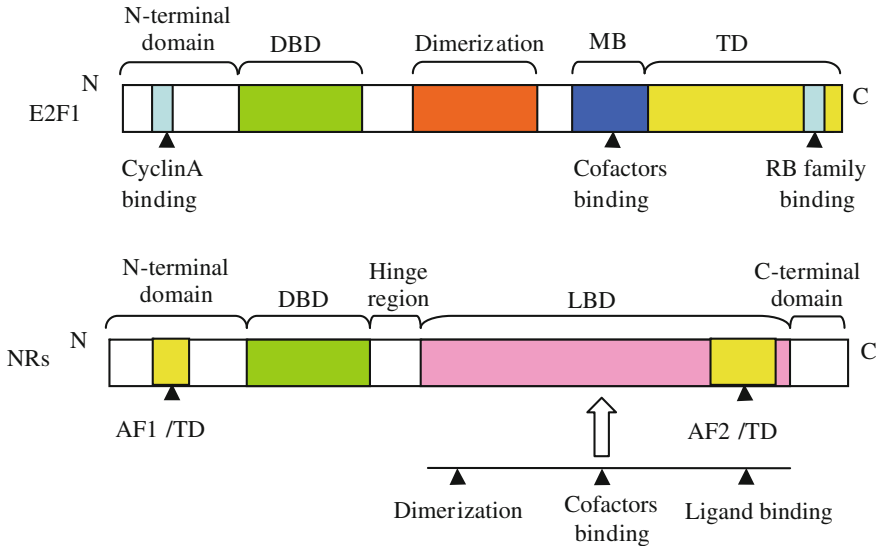 N-terminal
domain
DBD
Dimerization
MB
TD
N
C
E2F1
CyclinA
binding
Cofactors
binding
RB family
binding
N-terminal
domain
DBD
Hinge
region
LBD
C-terminal
domain
N
C
NRs
AF1 /TD
AF2 /TD
Dimerization
Cofactors
binding
Ligand binding